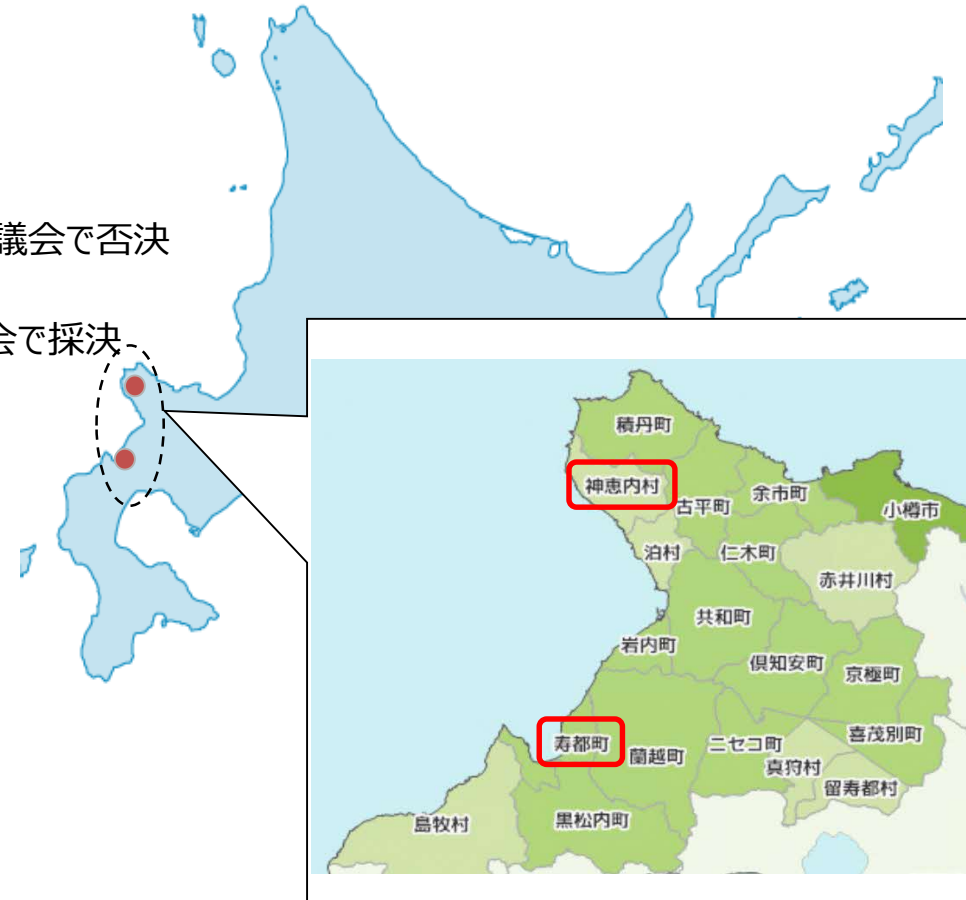 議会で否決
会で採決
積丹町
神恵内村
古平町
余市町
小樽市
泊村
仁木町
赤井川村
共和町
岩内町
倶知安町
京極町
寿都町
蘭越町
ニセコ町
喜茂別町
真狩村
留寿都村
島牧村
黒松内町